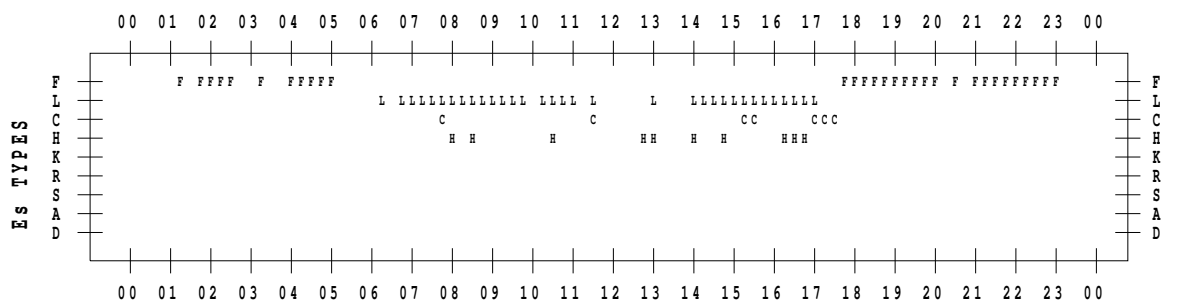 00 01 02 03 04 05 06 07 08 09 10 11 12 13 14 15 16 17 18 19 20 21 22 23 00
Es TYPES
F F FFFF F FFFFF FFFFFFFFFF F FFFFFFFFF F
L L LLLLLLLLLLLLL LLLL L L LLLLLLLLLLLLL L
C C C CC CCC C
H H H H HH H H HHH H
K K
R R
S S
A A
D D
00 01 02 03 04 05 06 07 08 09 10 11 12 13 14 15 16 17 18 19 20 21 22 23 00